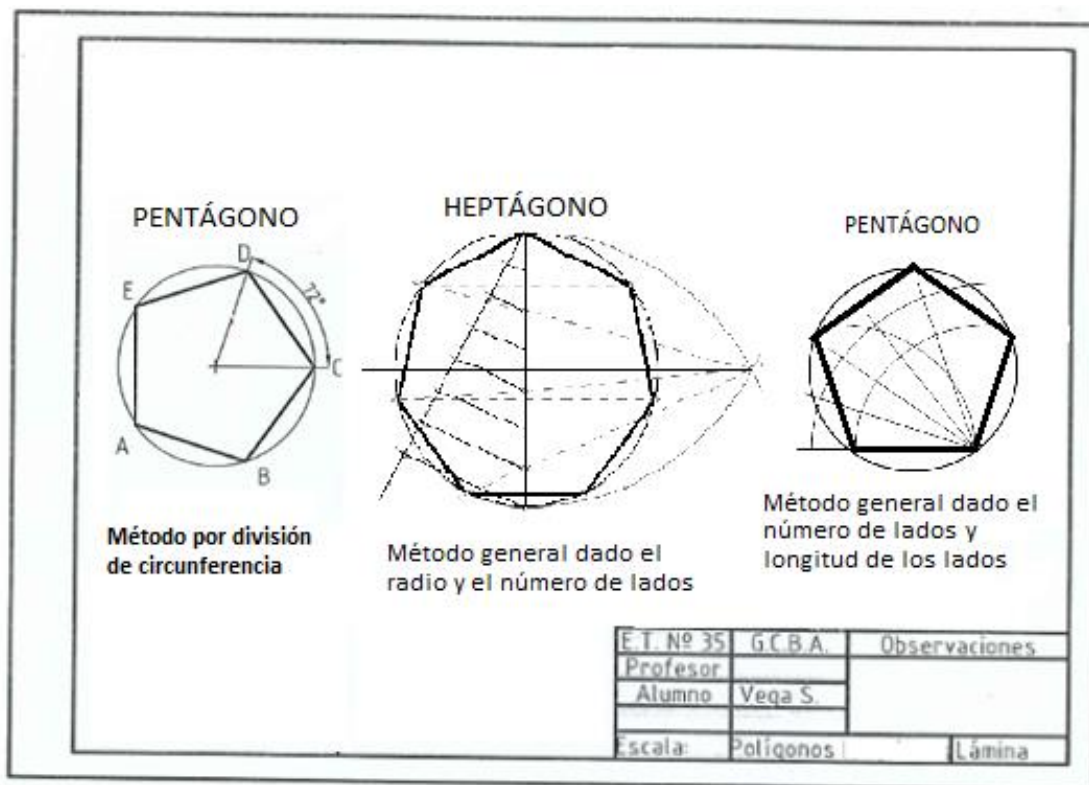 PENTÁGONO
D
E
72°
C
A
B
Método por división
de circunferencia
HEPTÁGONO
Método general dado el
radio y el número de lados
PENTÁGONO
Método general dado el
número de lados y
longitud de los lados
E.T. Nº 35 G.C.B.A. Observaciones
Profesor
Alumno Vega S.
Escala: Polígonos Lámina